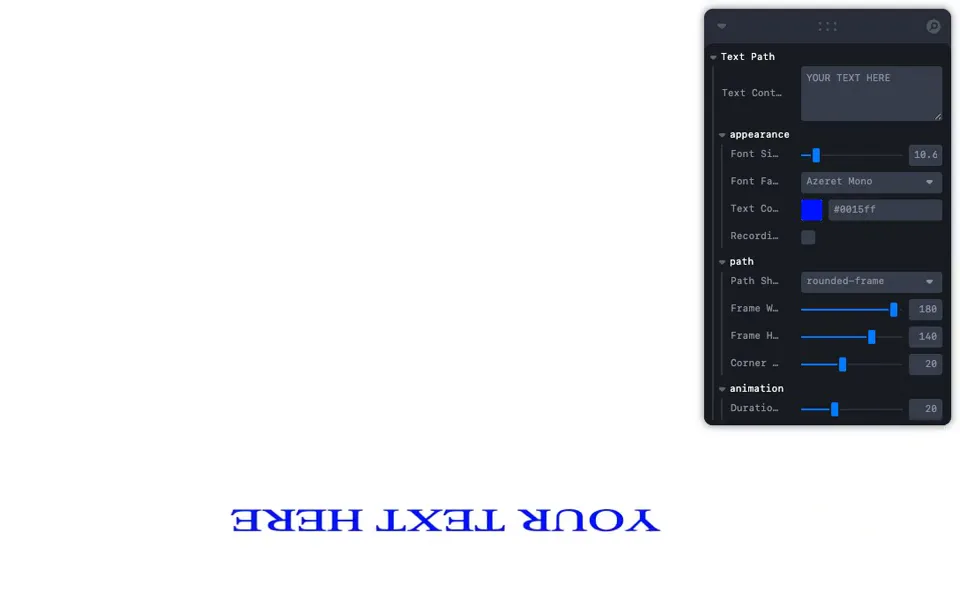 Text Path
Text Cont…
YOUR TEXT HERE
appearance
Font Si…
10.6
Font Fa…
Azeret Mono
Text Co…
#0015ff
Recordi…
path
Path Sh…
rounded-frame
Frame W…
180
Frame H…
140
Corner …
20
animation
Duratio…
20
YOUR TEXT HERE